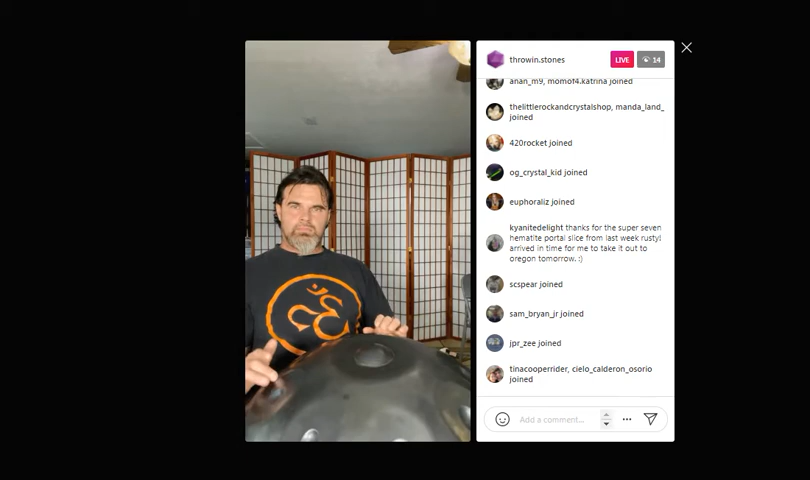 throwin.stones
LIVE
14
arian_m9, momof4.katrina joined
thelittlerockandcrystalshop, manda_land_
joined
420rocket joined
og_crystal_kid joined
euphoraliz joined
kyanitedelight thanks for the super seven
hematite portal slice from last week rusty!
arrived in time for me to take it out to
oregon tomorrow. :)
scspear joined
sam_bryan_jr joined
jpr_zee joined
tinacooperrider, cielo_calderon_osorio
joined
Add a comment...
ॐ